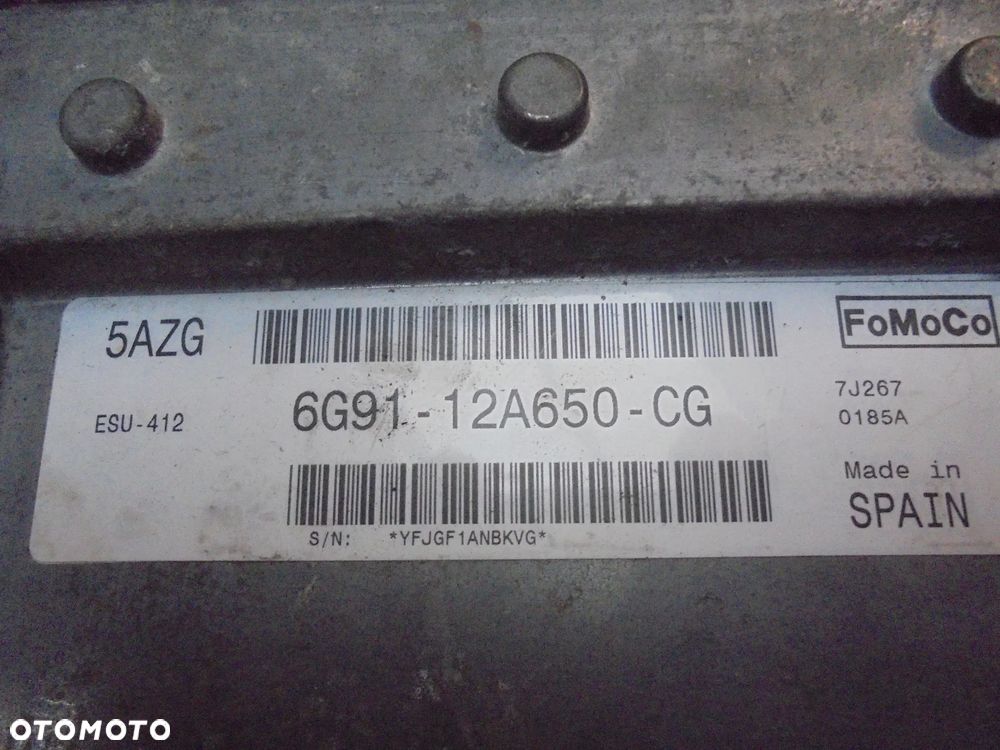 5AZG
FoMoCo
ESU-412
6G91-12A650-CG
7J267
0185A
Made in
SPAIN
S/N: *YFJGF1ANBKVG*
OTOMOTO